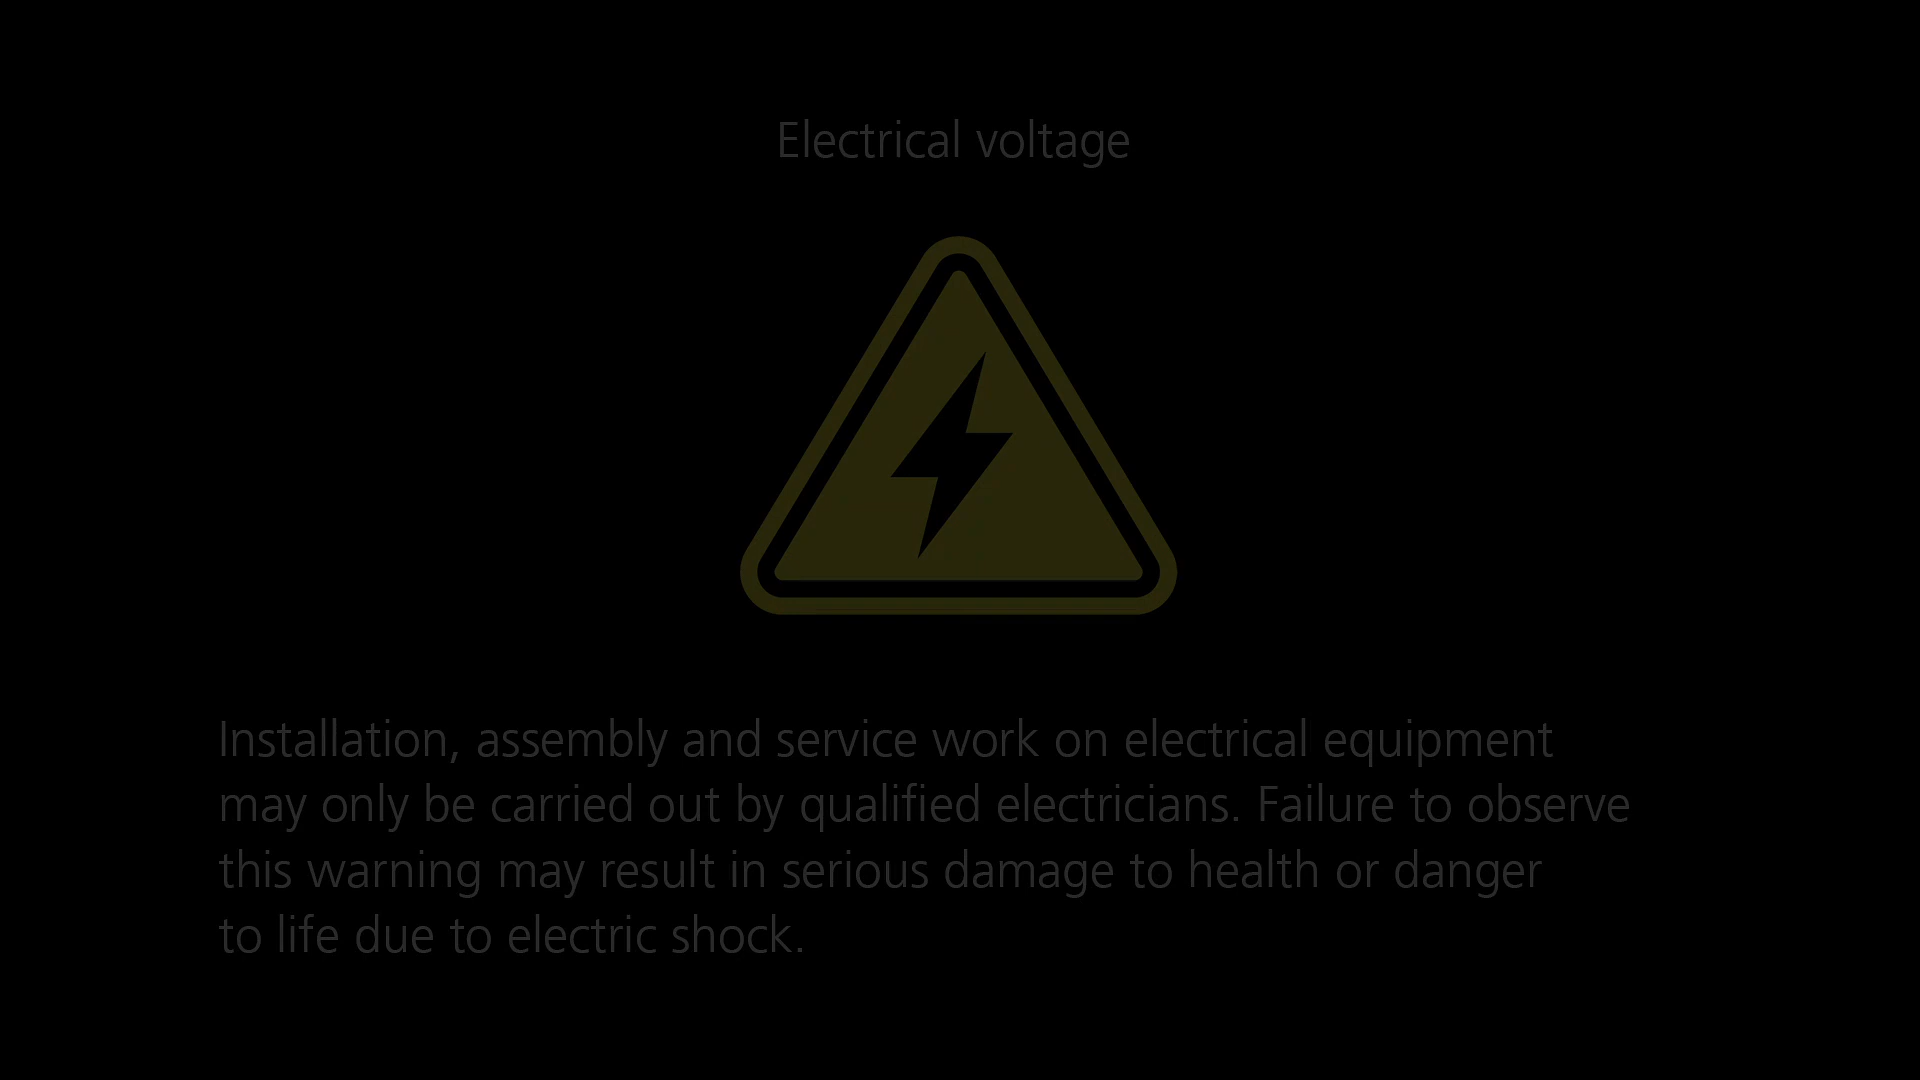 Electrical voltage
Installation, assembly and service work on electrical equipment
may only be carried out by qualified electricians. Failure to observe
this warning may result in serious damage to health or danger
to life due to electric shock.